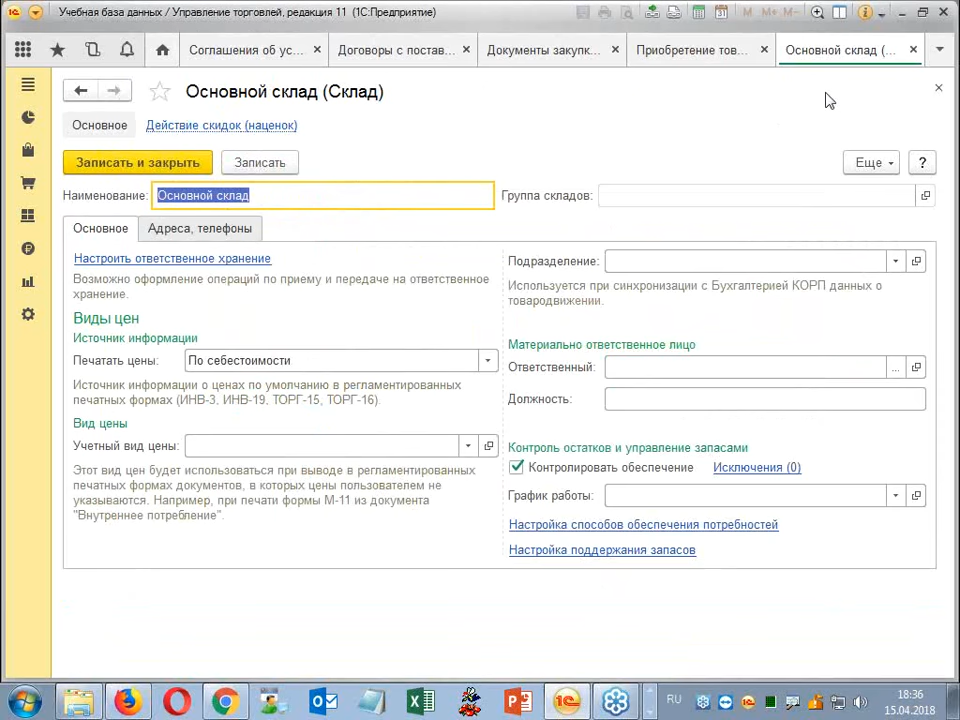 Учебная база данных / Управление торговлей, редакция 11 (1С:Предприятие)
M M+ M-
Соглашения об ус... × Договоры с постав... × Документы закупк... × Приобретение тов... × Основной склад (... ×
Основной склад (Склад)
Основное Действие скидок (наценок)
Записать и закрыть Записать Еще ?
Наименование: Основной склад Группа складов:
Основное Адреса, телефоны
Настроить ответственное хранение
Возможно оформление операций по приему и передаче на ответственное
хранение.
Виды цен
Источник информации
Печатать цены: По себестоимости
Источник информации о ценах по умолчанию в регламентированных
печатных формах (ИНВ-3, ИНВ-19, ТОРГ-15, ТОРГ-16).
Вид цены
Учетный вид цены:
Этот вид цен будет использоваться при выводе в регламентированных
печатных формах документов, в которых цены пользователем не
указываются. Например, при печати формы М-11 из документа
"Внутреннее потребление".
Подразделение:
Используется при синхронизации с Бухгалтерией КОРП данных о
товародвижении.
Материально ответственное лицо
Ответственный: ...
Должность:
Контроль остатков и управление запасами
Контролировать обеспечение Исключения (0)
График работы:
Настройка способов обеспечения потребностей
Настройка поддержания запасов
RU
18:36
15.04.2018